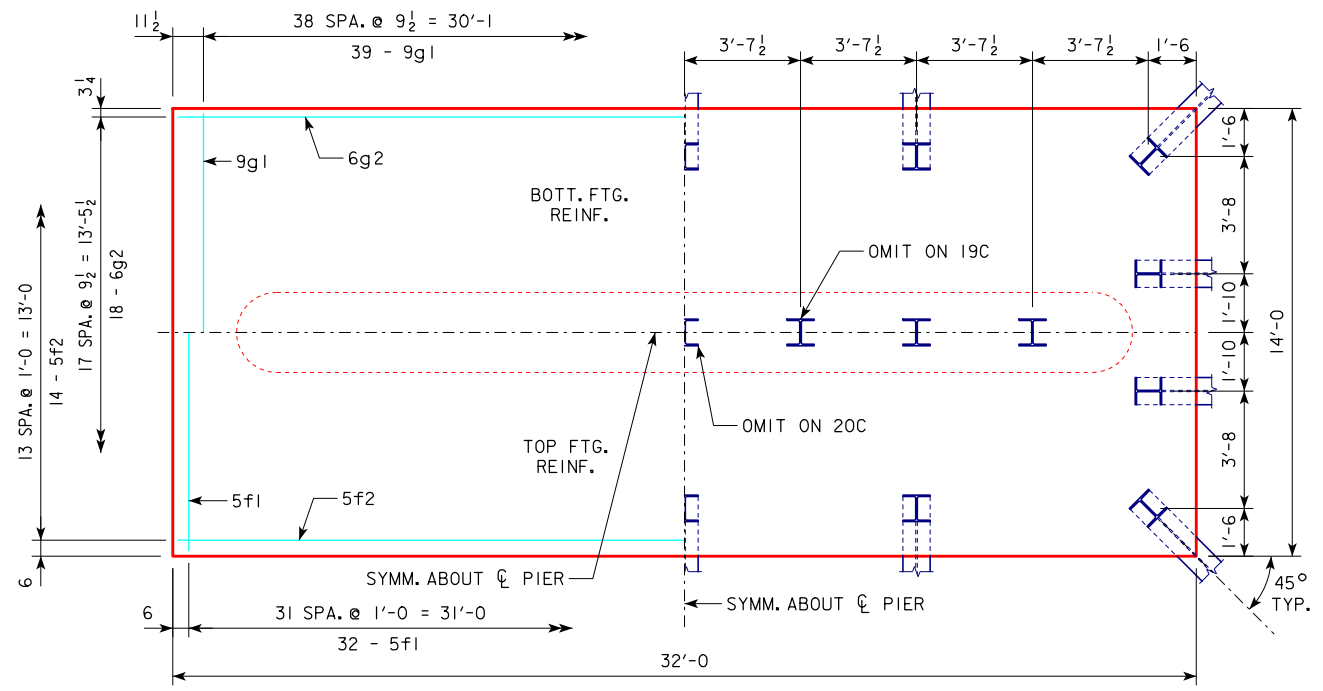 11½
38 SPA. @ 9½ = 30'-1
39 - 9g1
3'-7½
3'-7½
3'-7½
3'-7½
1'-6
3¼
9g1
6g2
BOTT. FTG.
REINF.
OMIT ON 19C
1'-6
3'-8
1'-10
1'-10
3'-8
1'-6
14'-0
13 SPA. @ 1'-0 = 13'-0
14 - 5f2
17 SPA. @ 9½ = 13'-5½
18 - 6g2
OMIT ON 20C
TOP FTG.
REINF.
5f1
5f2
6
SYMM. ABOUT ℄ PIER
SYMM. ABOUT ℄ PIER
45°
TYP.
6
31 SPA. @ 1'-0 = 31'-0
32 - 5f1
32'-0